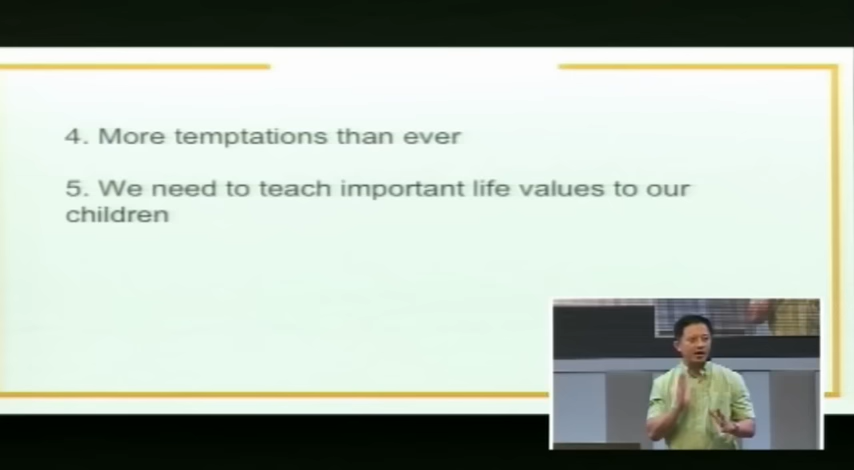 4. More temptations than ever
5. We need to teach important life values to our
children